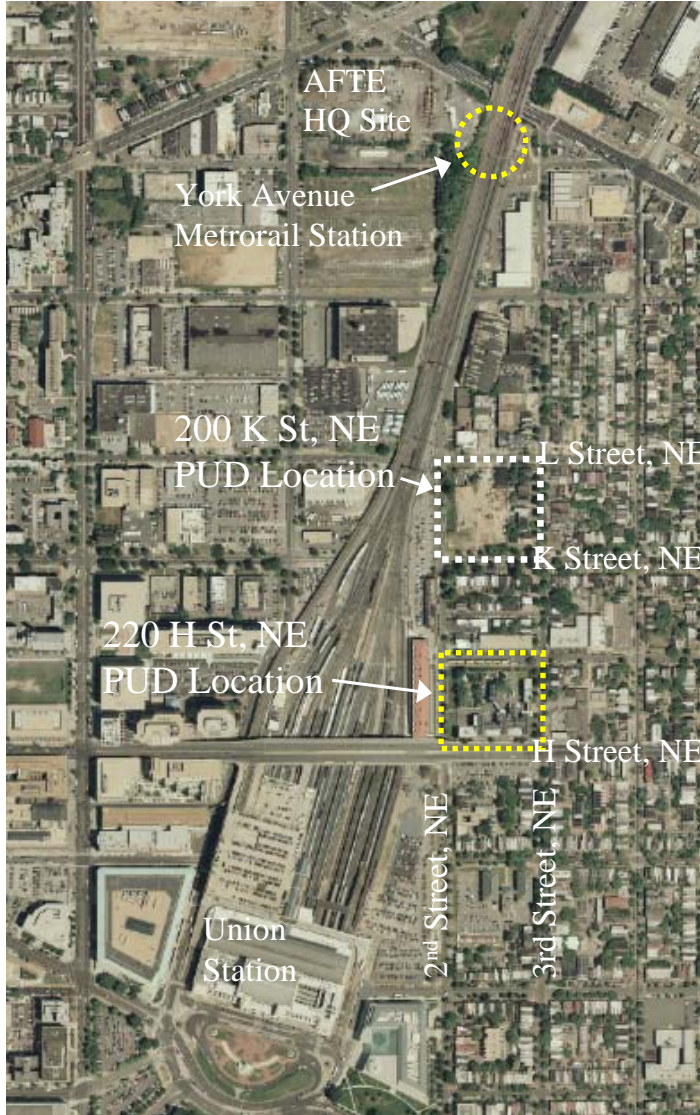 AFTE
HQ Site
York Avenue
Metrorail Station
200 K St, NE
PUD Location
L Street, NE
K Street, NE
220 H St, NE
PUD Location
H Street, NE
2nd Street, NE
3rd Street, NE
Union
Station